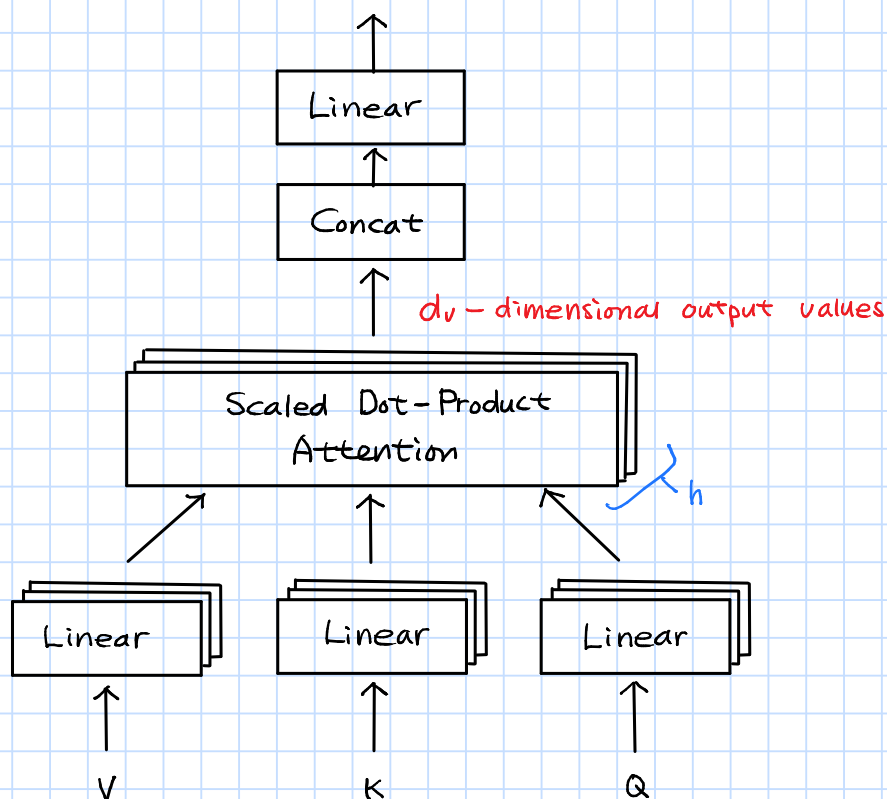 Linear
Concat
dv - dimensional output values
Scaled Dot-Product
Attention
h
Linear
Linear
Linear
V
K
Q